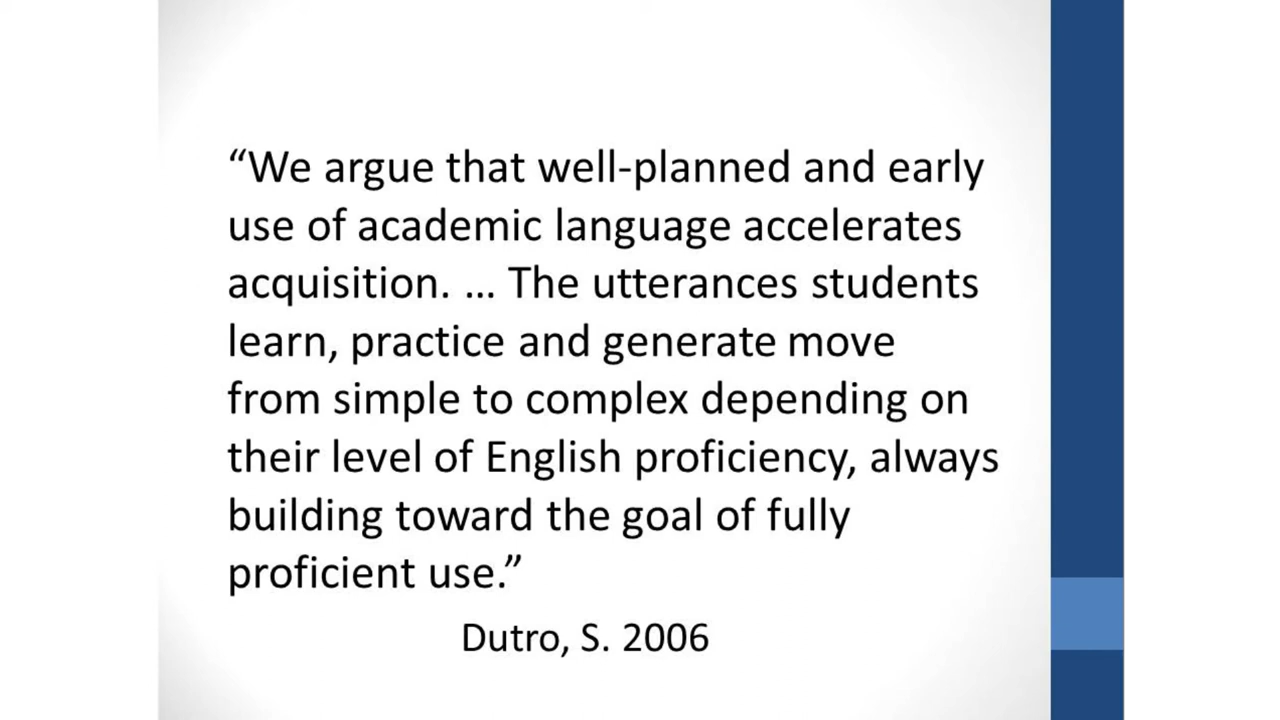 “We argue that well-planned and early
use of academic language accelerates
acquisition. … The utterances students
learn, practice and generate move
from simple to complex depending on
their level of English proficiency, always
building toward the goal of fully
proficient use.”
Dutro, S. 2006